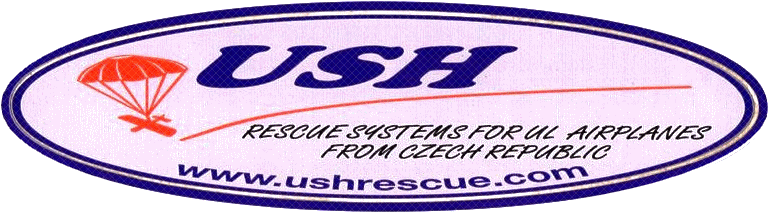 USH
RESCUE SYSTEMS FOR UL AIRPLANES
FROM CZECH REPUBLIC
www.ushrescue.com